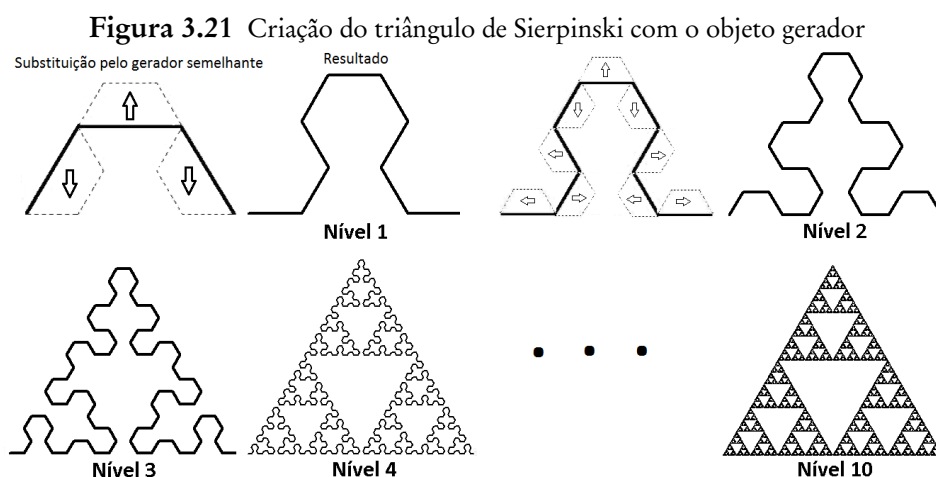 Figura 3.21 Criação do triângulo de Sierpinski com o objeto gerador
Substituição pelo gerador semelhante
Resultado
Nível 1
Nível 2
Nível 3
Nível 4
Nível 10